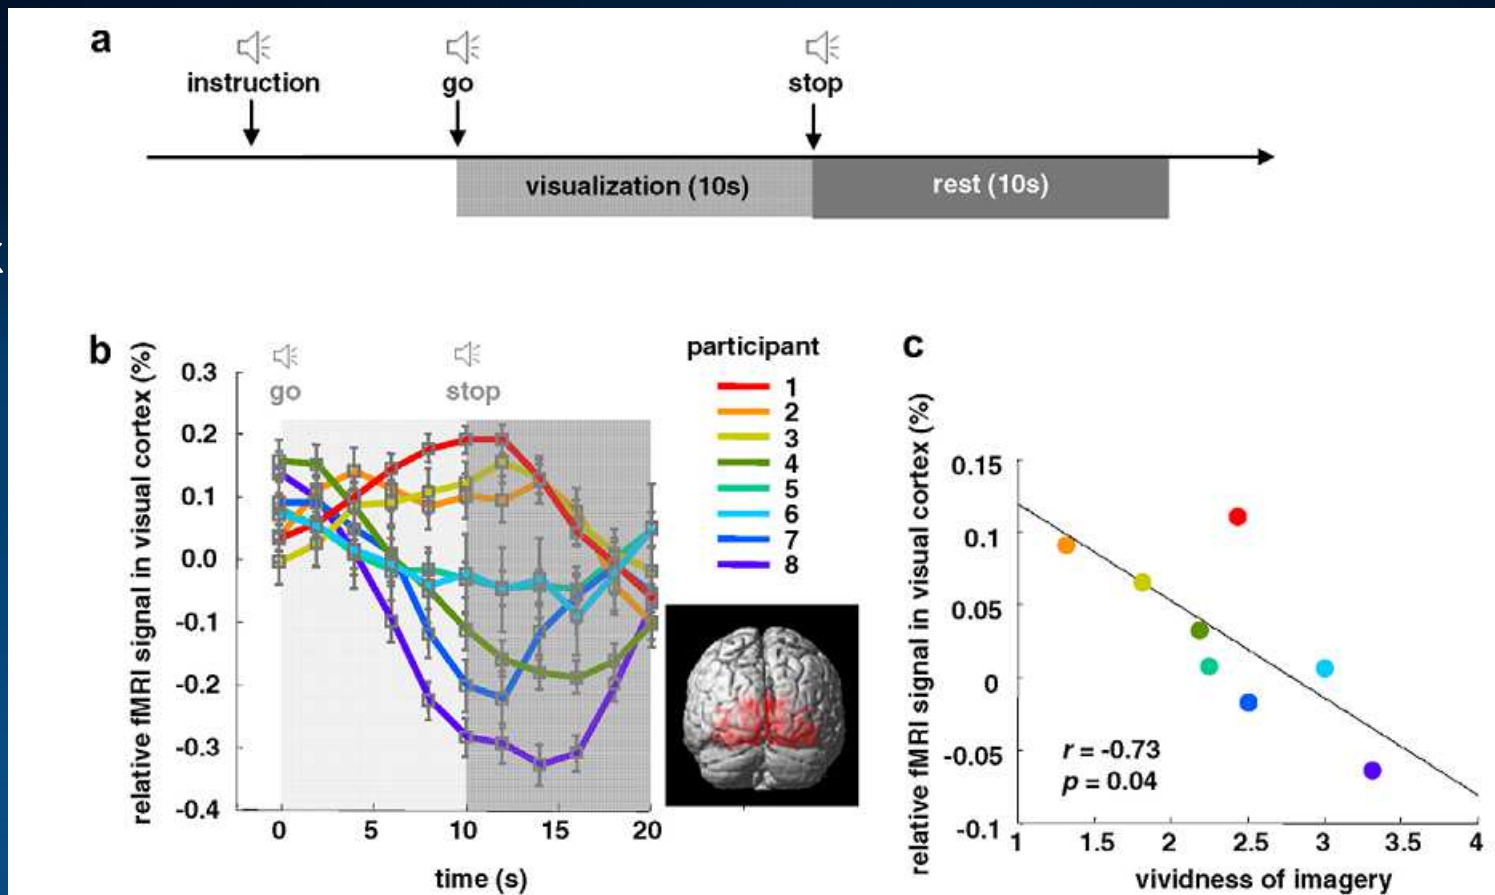 a
instruction
go
stop
visualization (10s)
rest (10s)
b
relative fMRI signal in visual cortex (%)
0.3
0.2
0.1
0.0
-0.1
-0.2
-0.3
-0.4
go
stop
0
5
10
15
20
time (s)
participant
1
2
3
4
5
6
7
8
c
relative fMRI signal in visual cortex (%)
0.15
0.1
0.05
0
-0.05
-0.1
r = -0.73
p = 0.04
1
1.5
2
2.5
3
3.5
4
vividness of imagery